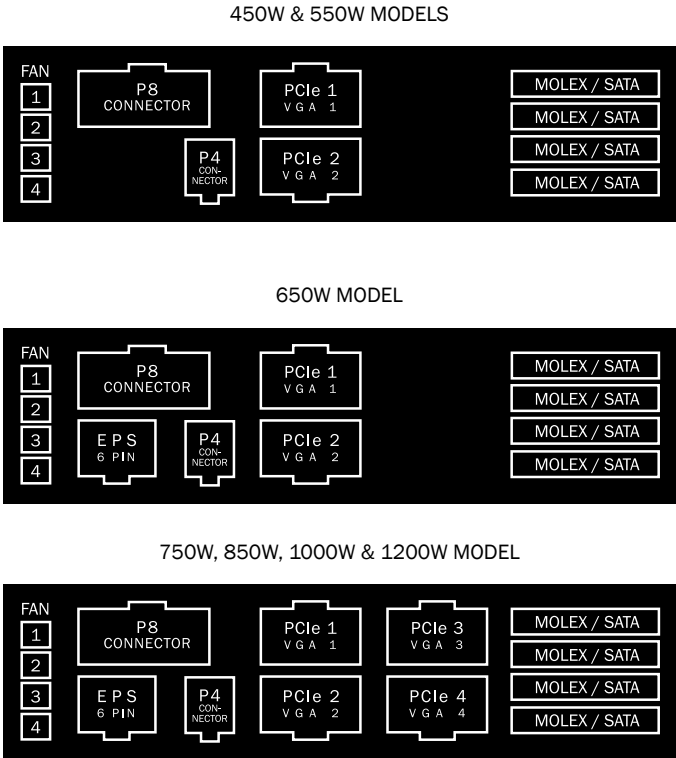 450W & 550W MODELS
FAN
1
2
3
4
P8
CONNECTOR
P4
CON-
NECTOR
PCIe 1
VGA 1
PCIe 2
VGA 2
MOLEX / SATA
MOLEX / SATA
MOLEX / SATA
MOLEX / SATA
650W MODEL
FAN
1
2
3
4
P8
CONNECTOR
EPS
6 PIN
P4
CON-
NECTOR
PCIe 1
VGA 1
PCIe 2
VGA 2
MOLEX / SATA
MOLEX / SATA
MOLEX / SATA
MOLEX / SATA
750W, 850W, 1000W & 1200W MODEL
FAN
1
2
3
4
P8
CONNECTOR
EPS
6 PIN
P4
CON-
NECTOR
PCIe 1
VGA 1
PCIe 2
VGA 2
PCIe 3
VGA 3
PCIe 4
VGA 4
MOLEX / SATA
MOLEX / SATA
MOLEX / SATA
MOLEX / SATA